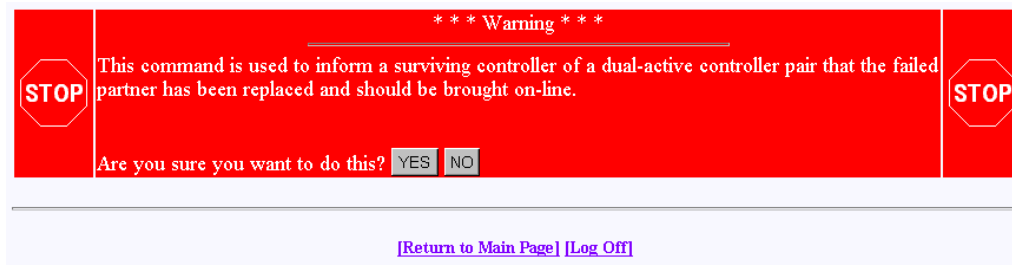 * * * Warning * * *
STOP
This command is used to inform a surviving controller of a dual-active controller pair that the failed
partner has been replaced and should be brought on-line.
STOP
Are you sure you want to do this? YES NO
[Return to Main Page] [Log Off]